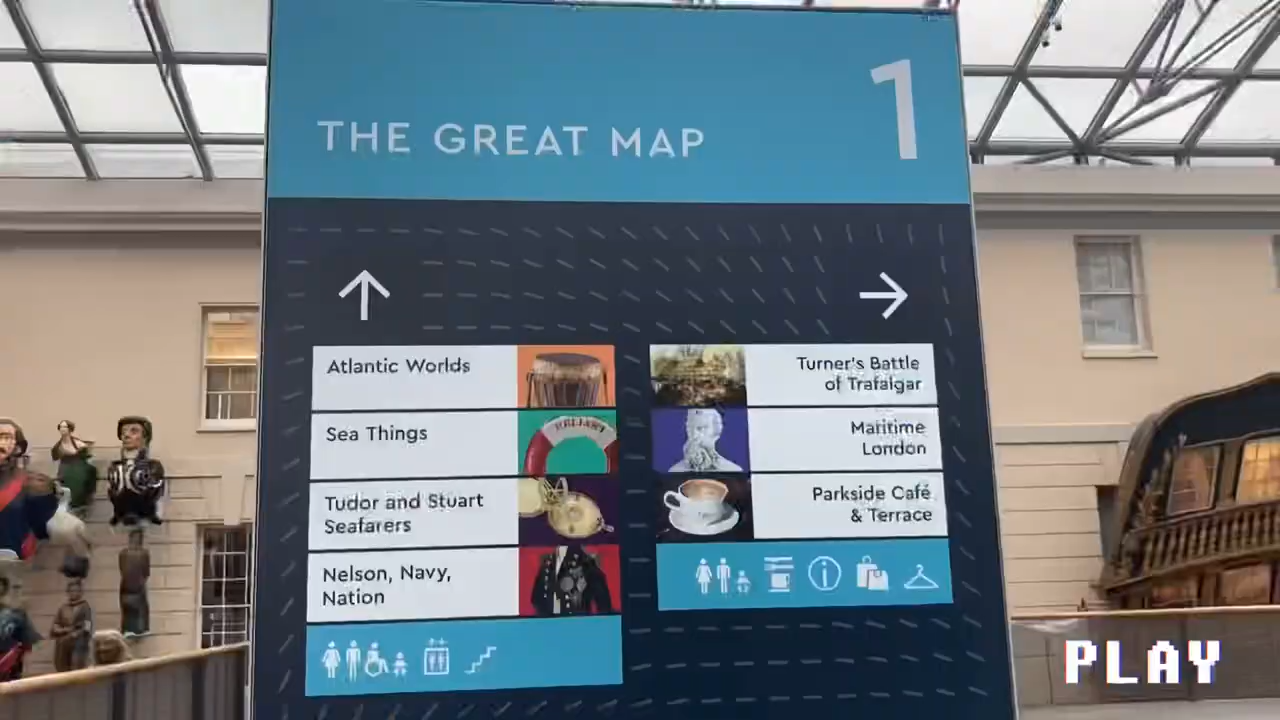 THE GREAT MAP
1
Atlantic Worlds
Sea Things
Tudor and Stuart
Seafarers
Nelson, Navy,
Nation
Turner's Battle
of Trafalgar
Maritime
London
Parkside Café
& Terrace
PLAY